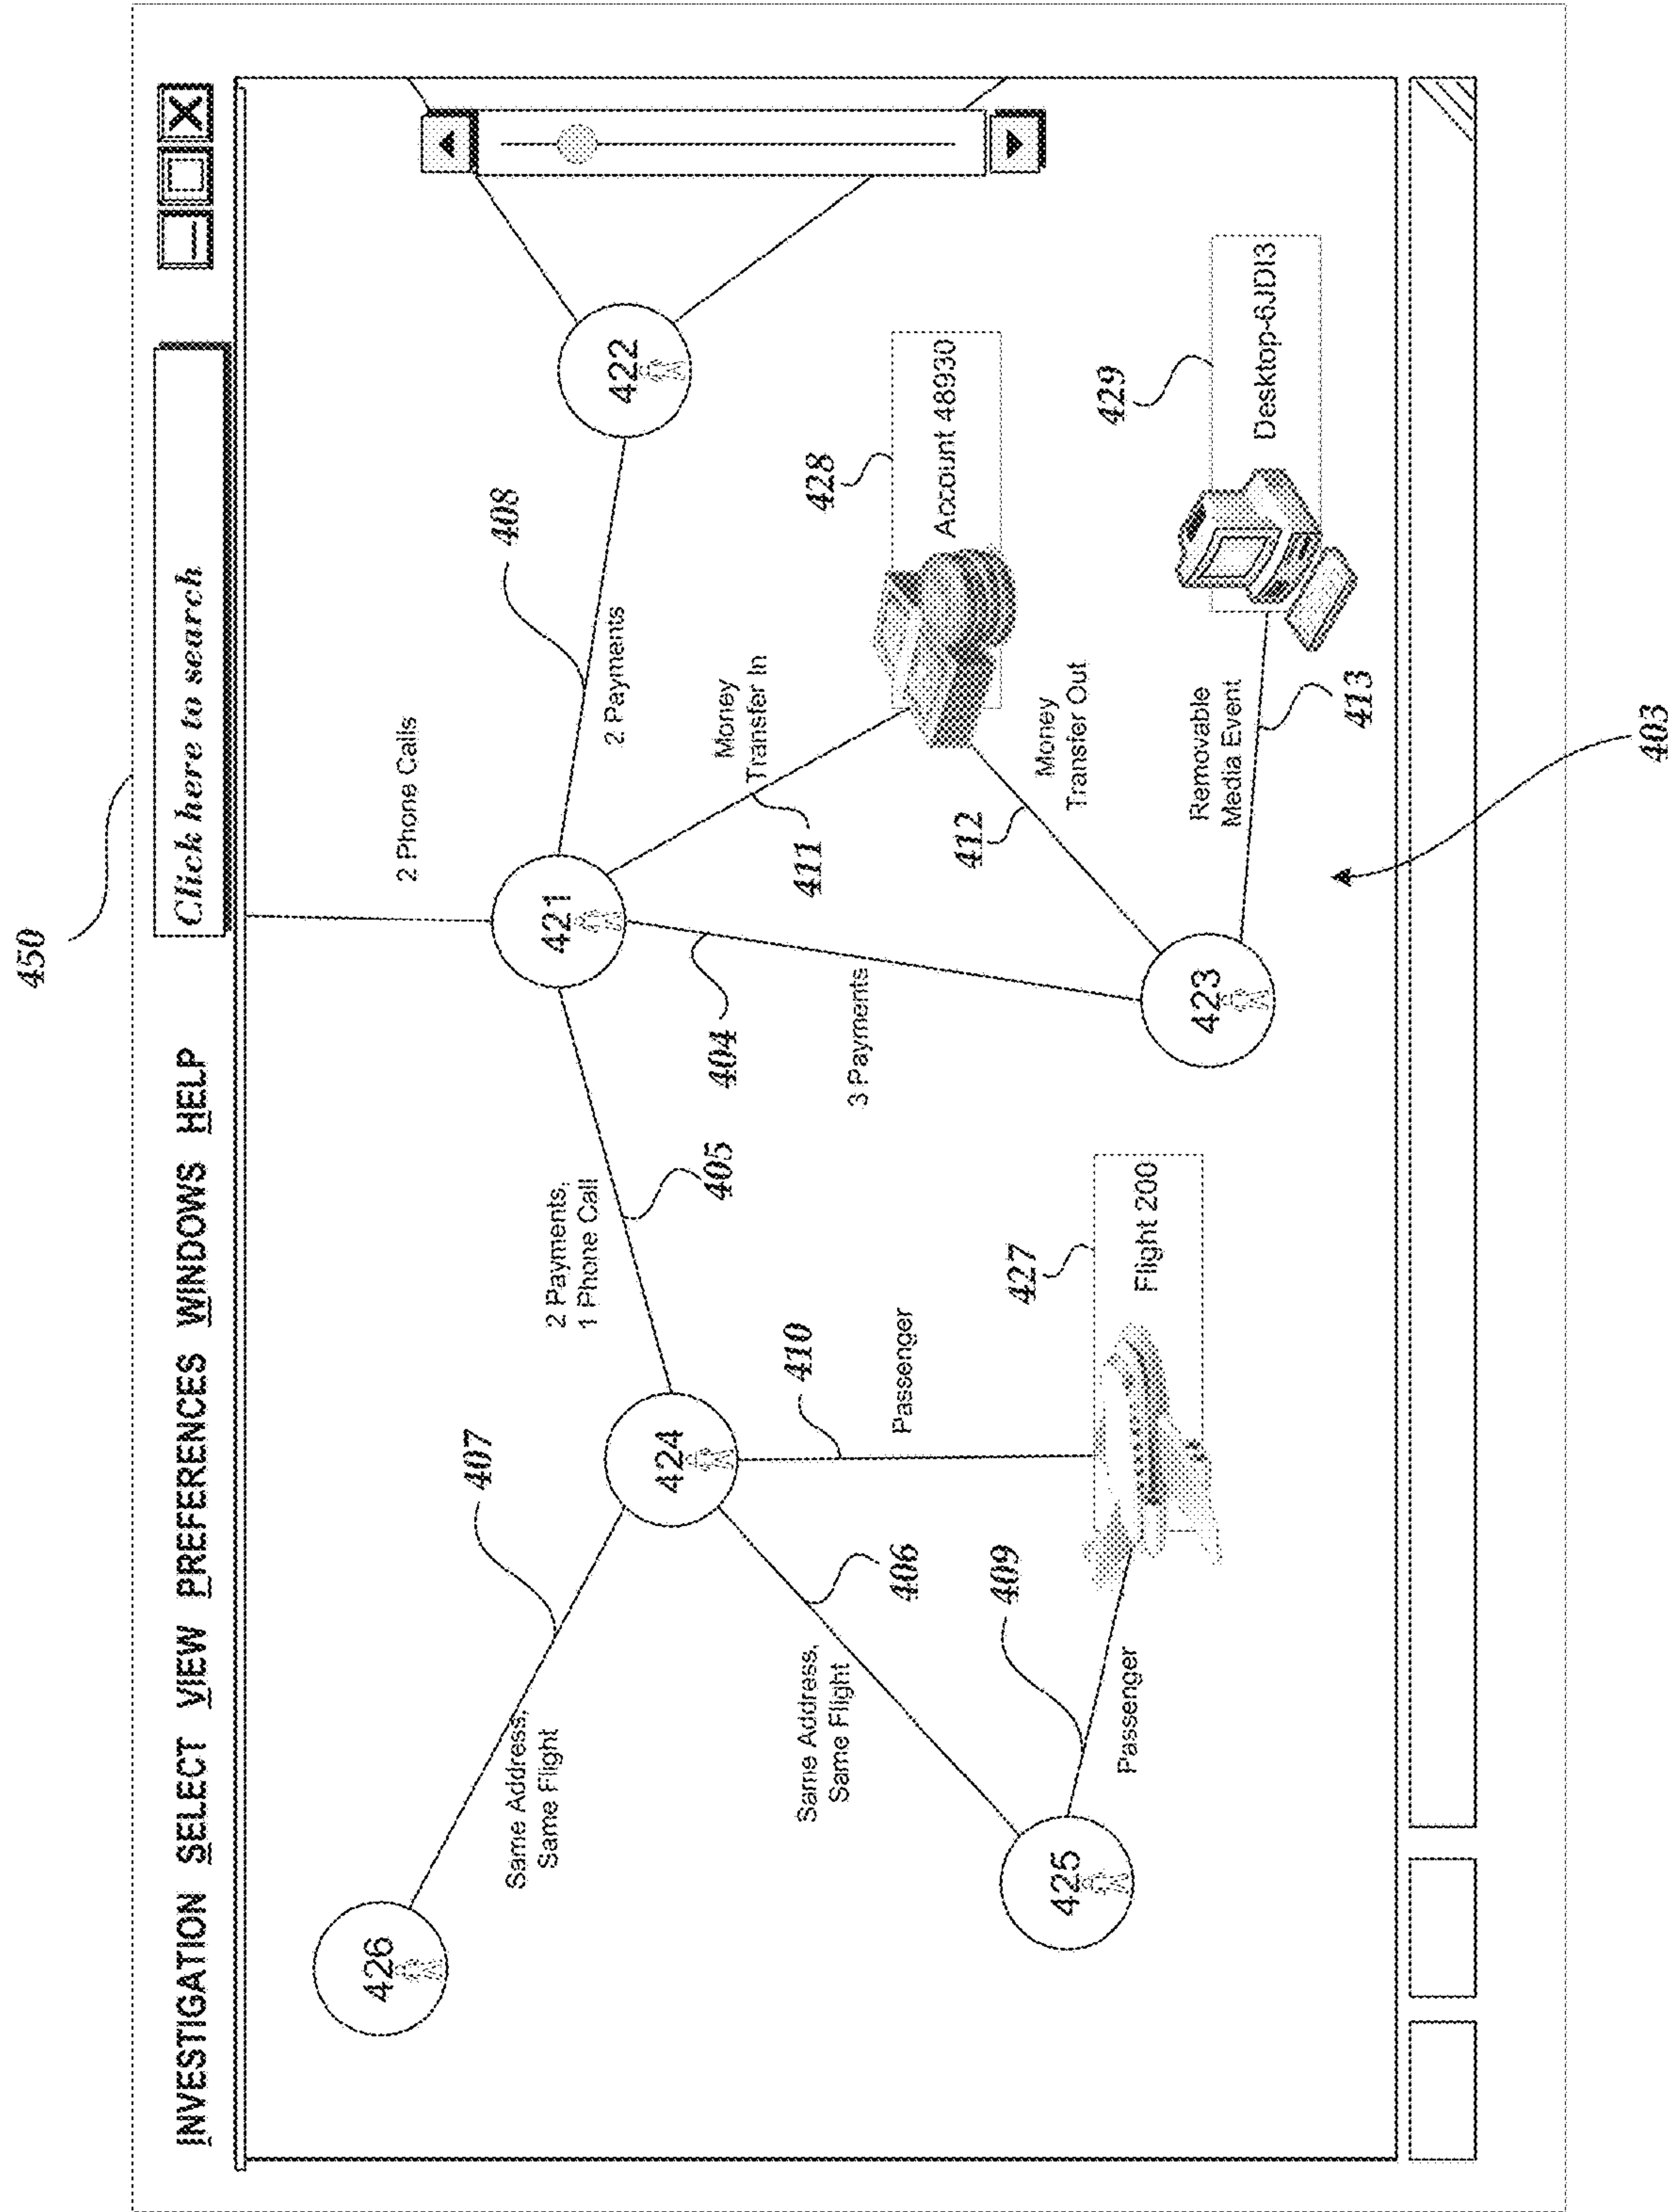 450
INVESTIGATION SELECT VIEW PREFERENCES WINDOWS HELP
Click here to search
2 Phone Calls
426
407
Same Address,
Same Flight
424
2 Payments,
1 Phone Call
405
421
408
2 Payments
422
404
3 Payments
Money
Transfer In
411
428
Account 48930
Same Address,
Same Flight
406
410
Passenger
427
Flight 200
412
Money
Transfer Out
425
409
Passenger
423
Removable
Media Event
413
429
Desktop-6JDI3
403